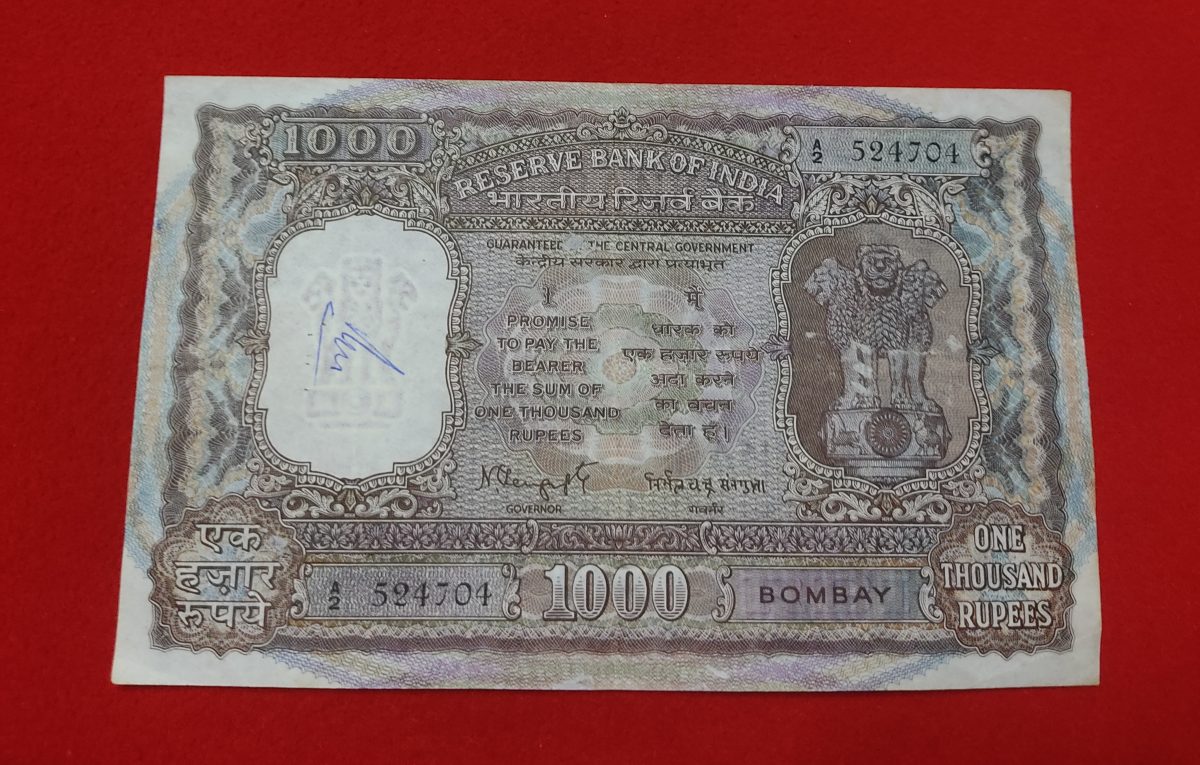 1000
A/2 524704
RESERVE BANK OF INDIA
भारतीय रिजर्व बैंक
GUARANTEED THE CENTRAL GOVERNMENT
केन्द्रीय सरकार द्वारा प्रत्याभूत
I
PROMISE
TO PAY THE
BEARER
THE SUM OF
ONE THOUSAND
RUPEES
मैं
धारक को
एक हज़ार रुपये
अदा करने
का वचन
देता हूं।
GOVERNOR
गवर्नर
एक
हज़ार
रुपये
A/2 524704
1000
BOMBAY
ONE
THOUSAND
RUPEES